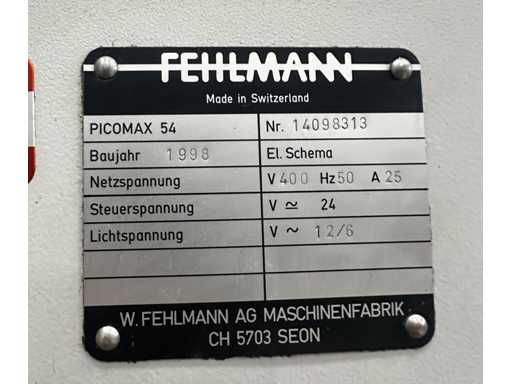 FEHLMANN
Made in Switzerland
PICOMAX 54 Nr. 14098313
Baujahr 1998 El. Schema
Netzspannung V 400 Hz 50 A 25
Steuerspannung V ≃ 24
Lichtspannung V ~ 12/6
W. FEHLMANN AG MASCHINENFABRIK
CH 5703 SEON